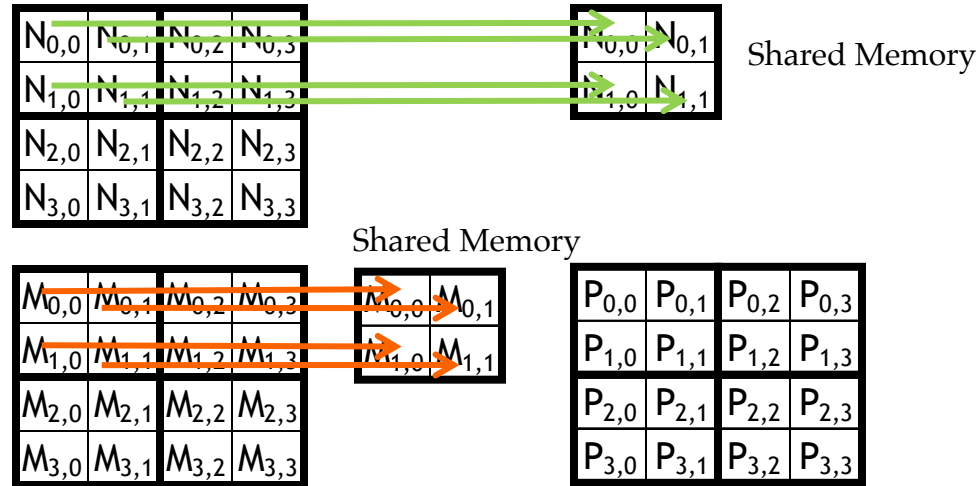 N0,0 N0,1 N0,2 N0,3 N0,0 N0,1
Shared Memory
N1,0 N1,1 N1,2 N1,3 N1,0 N1,1
N2,0 N2,1 N2,2 N2,3
N3,0 N3,1 N3,2 N3,3
Shared Memory
M0,0 M0,1 M0,2 M0,3 M0,0 M0,1 P0,0 P0,1 P0,2 P0,3
M1,0 M1,1 M1,2 M1,3 M1,0 M1,1 P1,0 P1,1 P1,2 P1,3
M2,0 M2,1 M2,2 M2,3 P2,0 P2,1 P2,2 P2,3
M3,0 M3,1 M3,2 M3,3 P3,0 P3,1 P3,2 P3,3